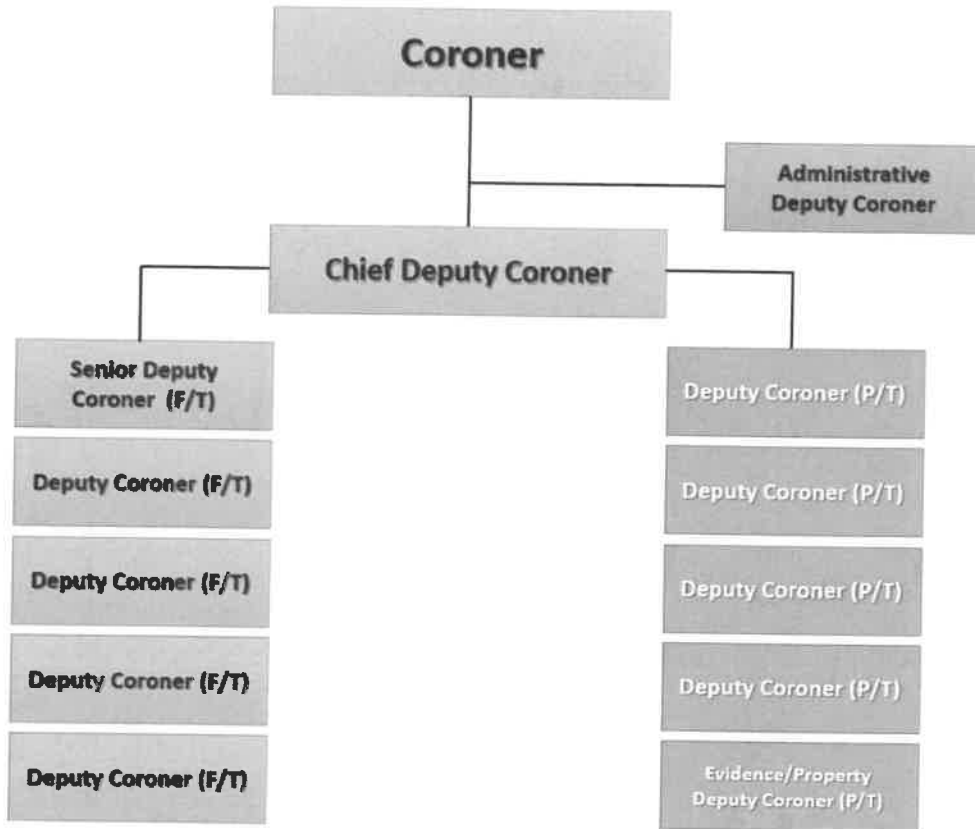 Coroner
Administrative
Deputy Coroner
Chief Deputy Coroner
Senior Deputy
Coroner (F/T)
Deputy Coroner (F/T)
Deputy Coroner (F/T)
Deputy Coroner (F/T)
Deputy Coroner (F/T)
Deputy Coroner (P/T)
Deputy Coroner (P/T)
Deputy Coroner (P/T)
Deputy Coroner (P/T)
Evidence/Property
Deputy Coroner (P/T)